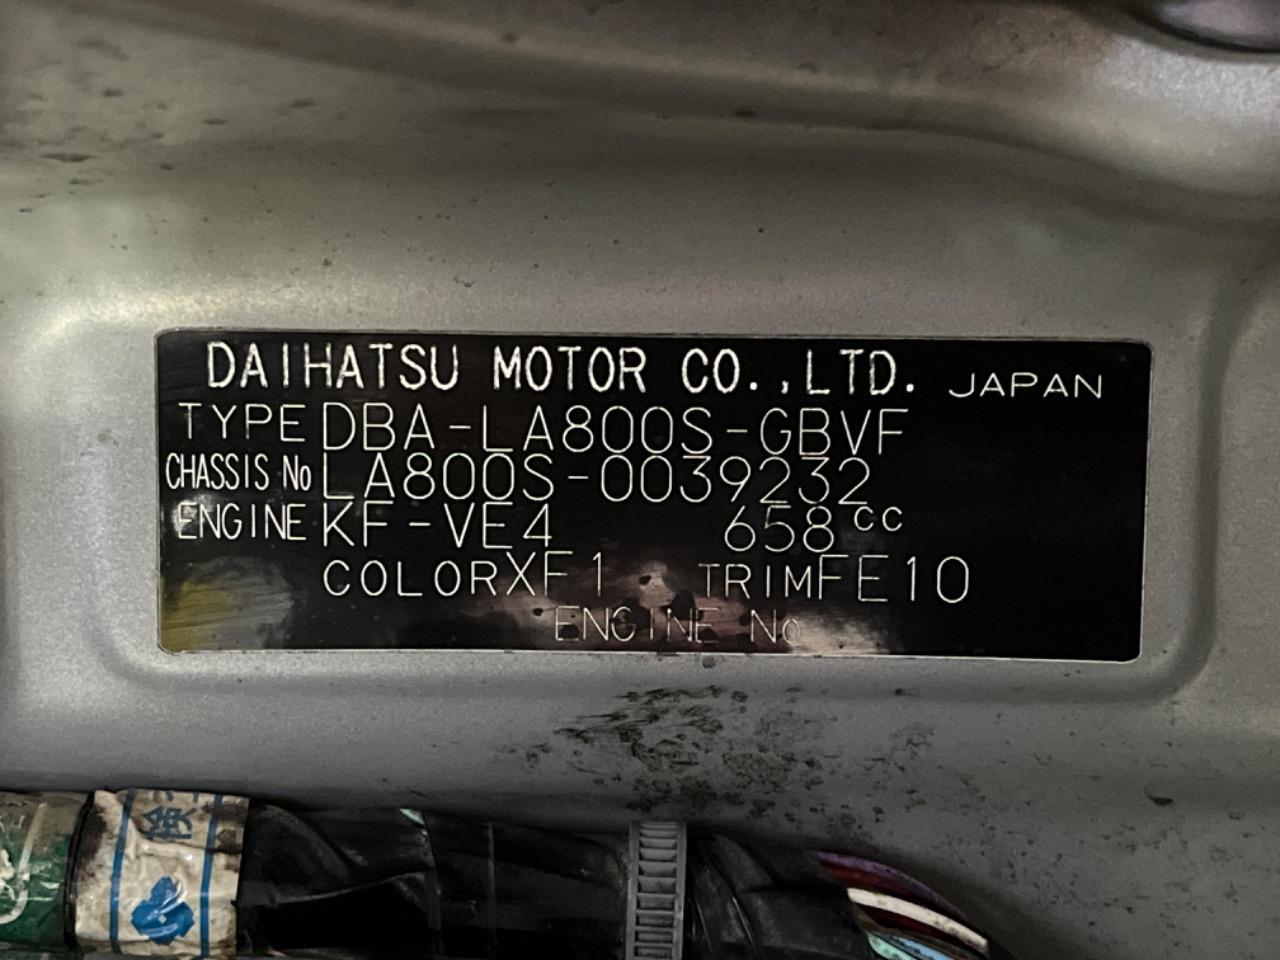 DAIHATSU MOTOR CO.,LTD. JAPAN
TYPE DBA-LA800S-GBVF
CHASSIS No LA800S-0039232
ENGINE KF-VE4 658cc
COLOR XF1 TRIM FE10
ENGINE No